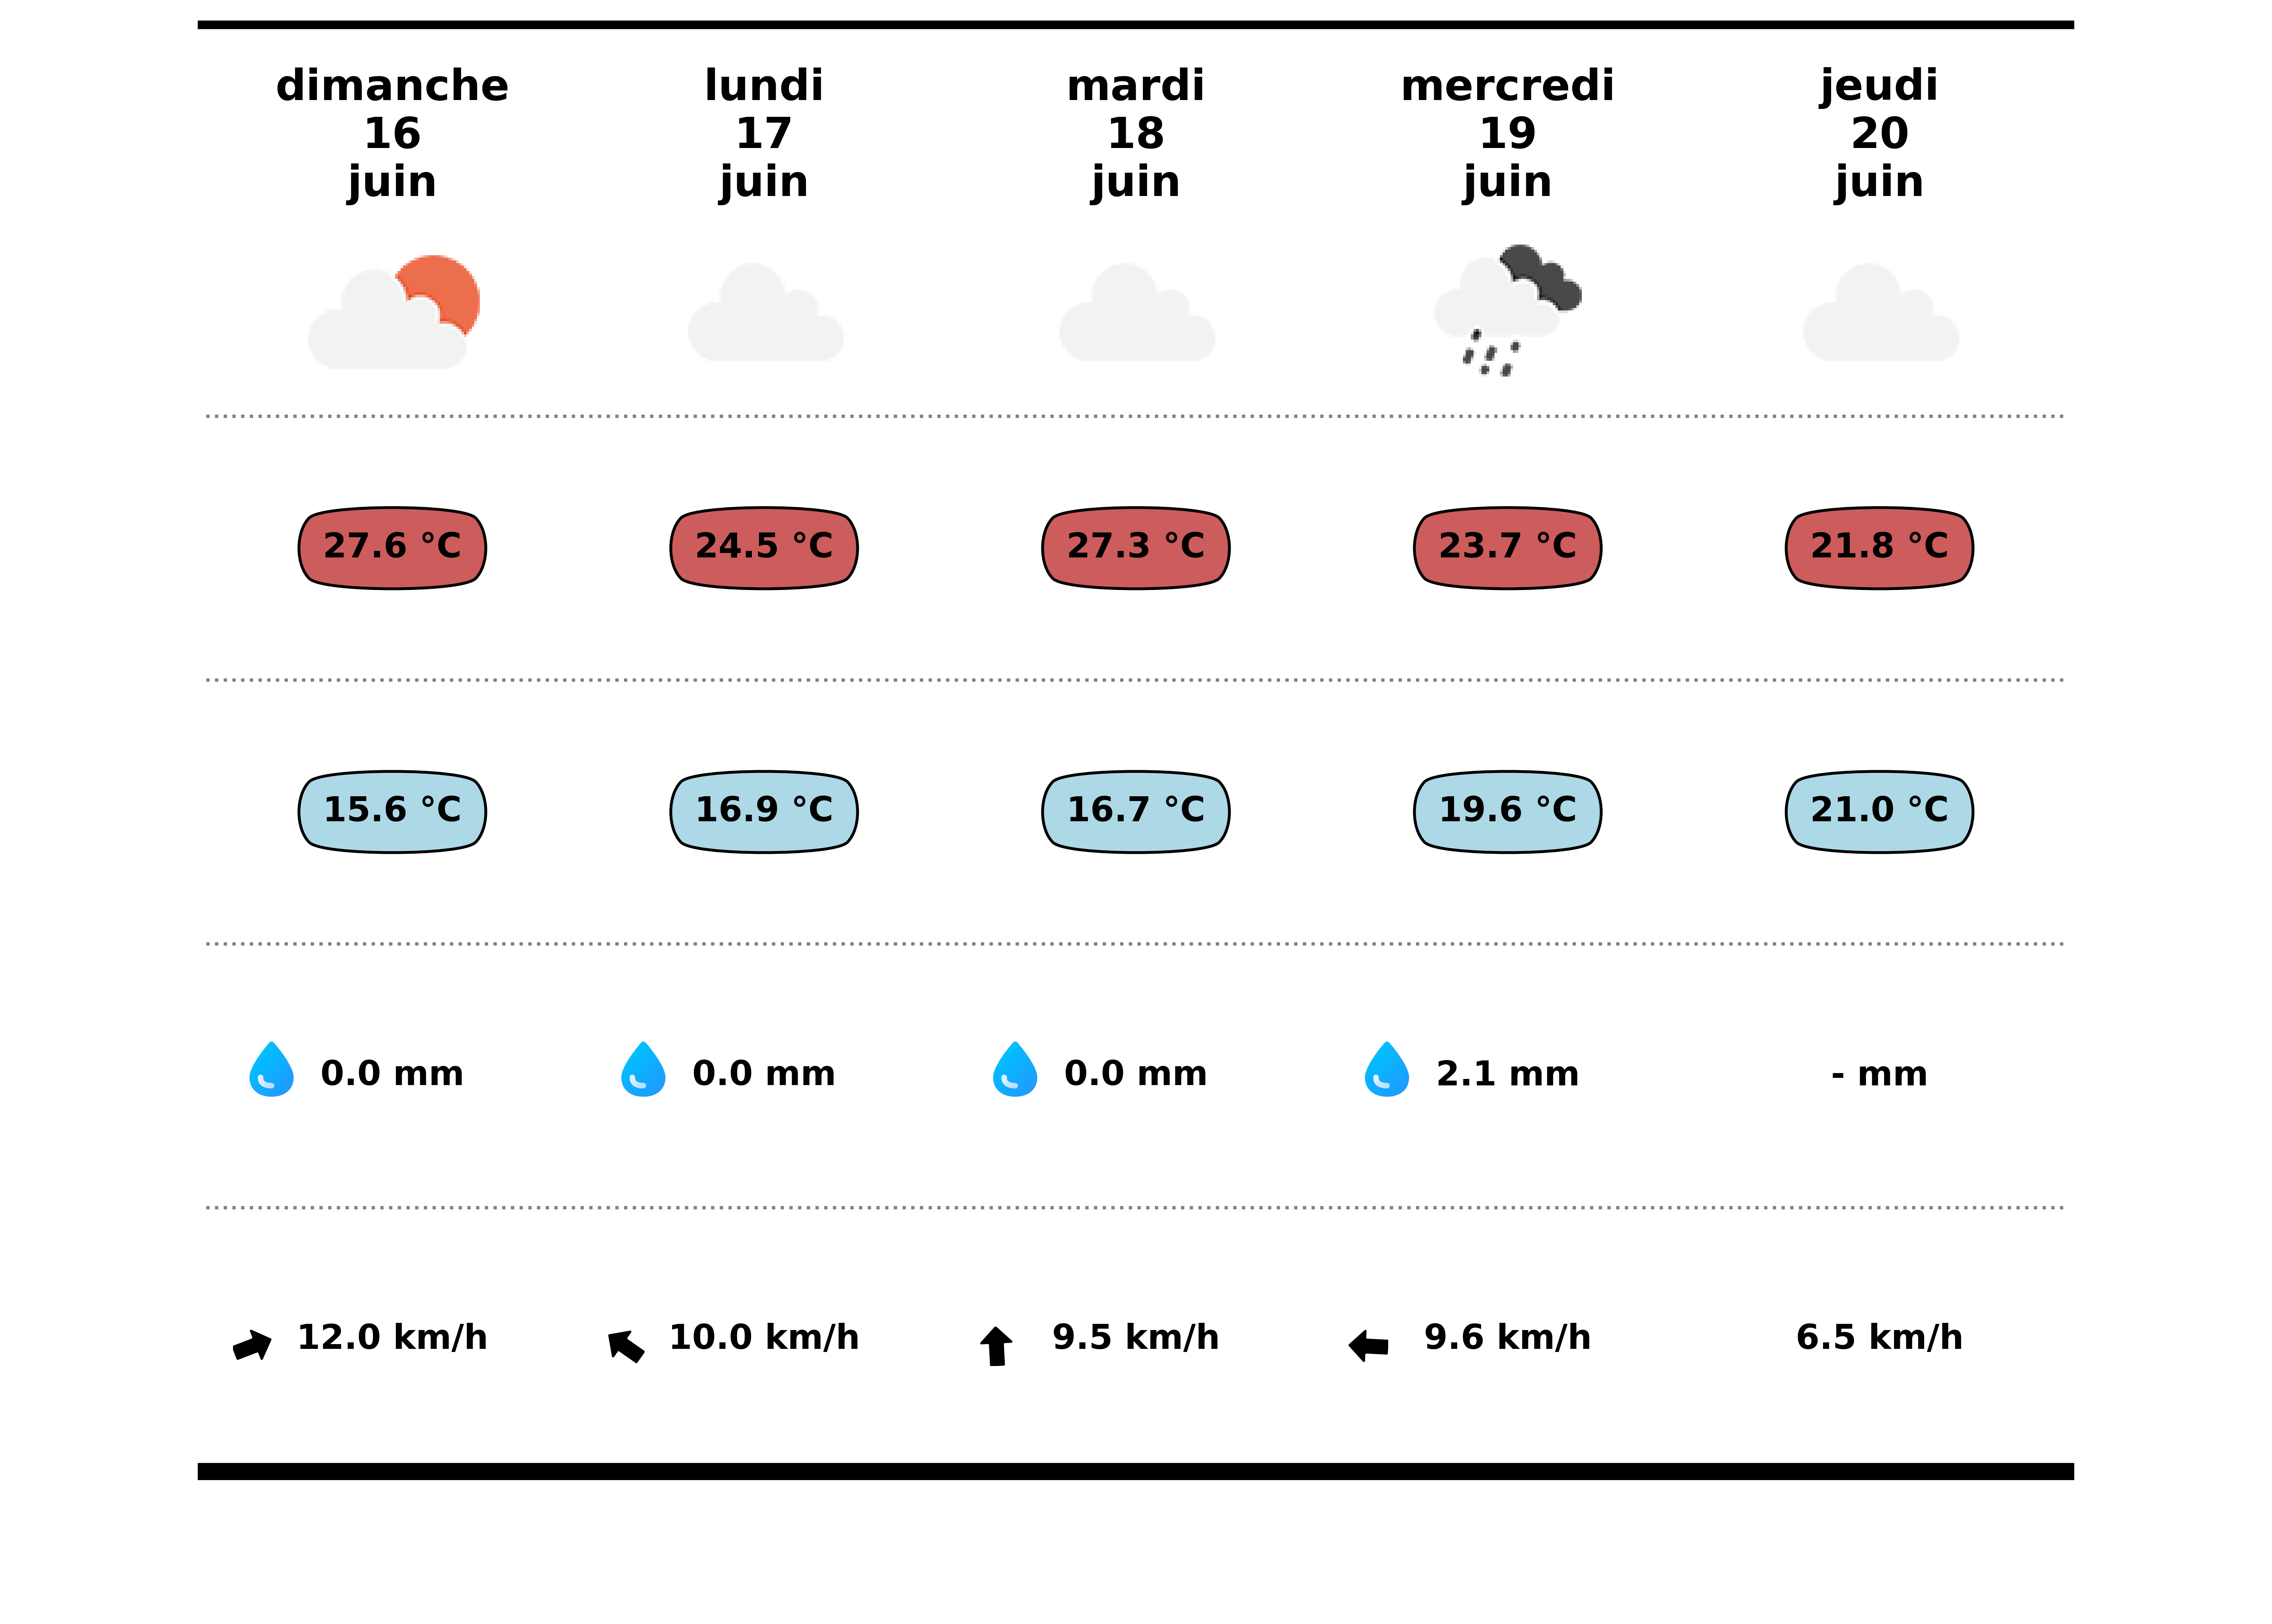 dimanche
16
juin
lundi
17
juin
mardi
18
juin
mercredi
19
juin
jeudi
20
juin
27.6 °C
24.5 °C
27.3 °C
23.7 °C
21.8 °C
15.6 °C
16.9 °C
16.7 °C
19.6 °C
21.0 °C
0.0 mm
0.0 mm
0.0 mm
2.1 mm
- mm
12.0 km/h
10.0 km/h
9.5 km/h
9.6 km/h
6.5 km/h